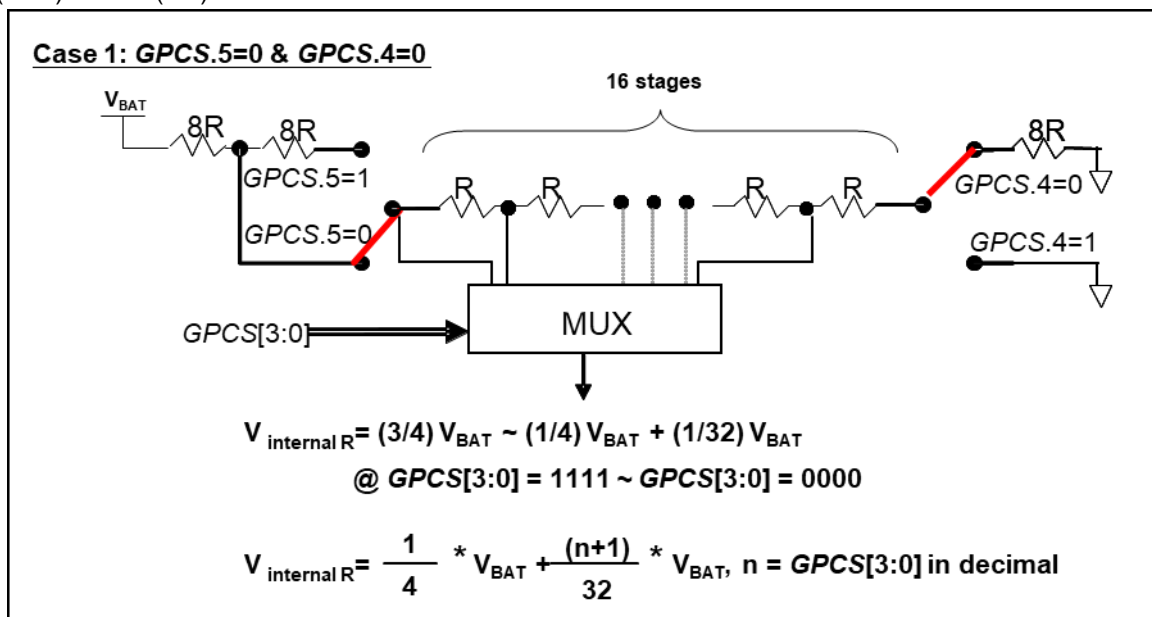 Case 1: GPCS.5=0 & GPCS.4=0
16 stages
VBAT
8R 8R 8R
GPCS.5=1
R R R R
GPCS.4=0
GPCS.5=0
GPCS.4=1
MUX
GPCS[3:0]
V internal R= (3/4) VBAT ~ (1/4) VBAT + (1/32) VBAT
@ GPCS[3:0] = 1111 ~ GPCS[3:0] = 0000
V internal R= 1/4 * VBAT + (n+1)/32 * VBAT, n = GPCS[3:0] in decimal